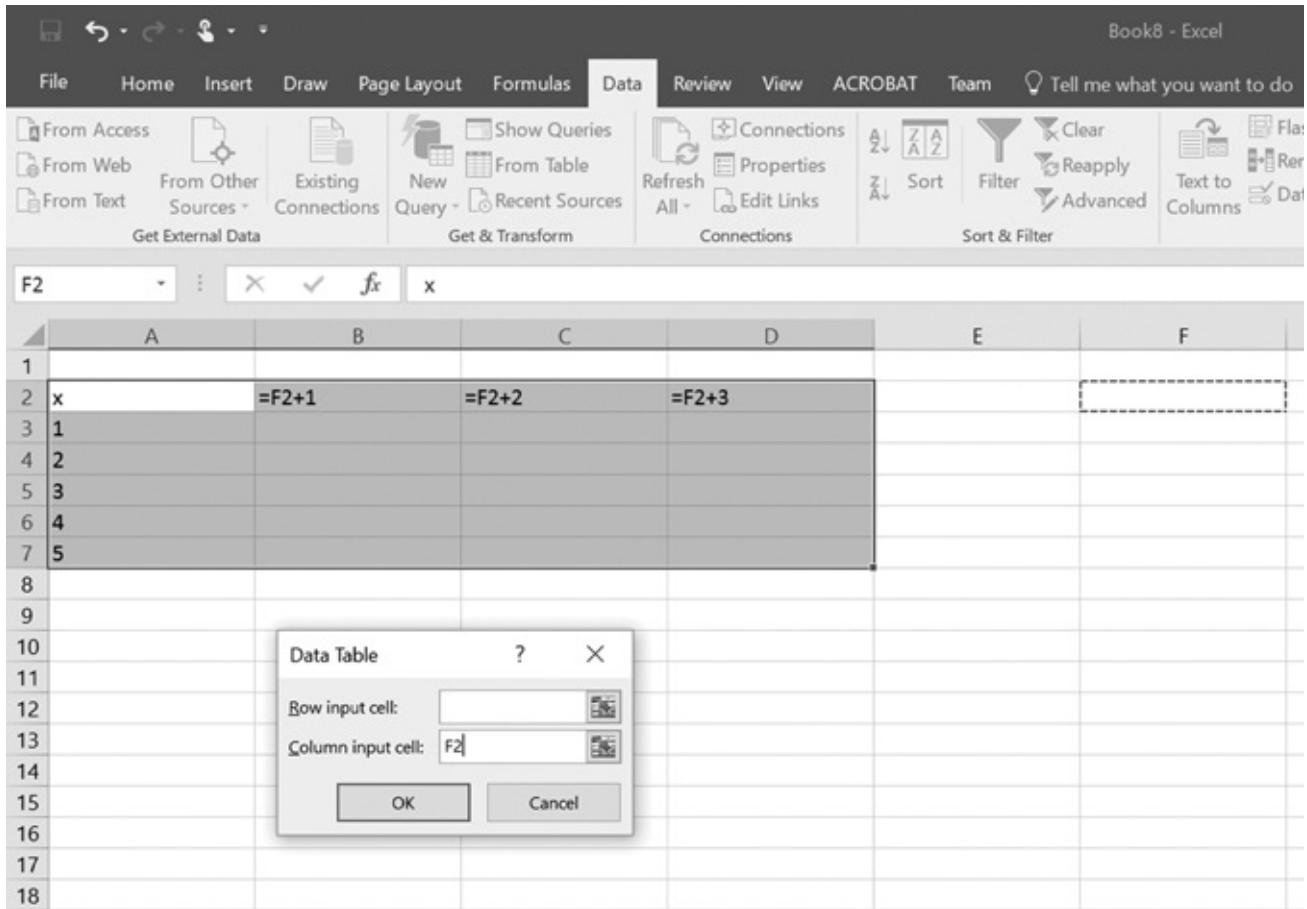 Book8 - Excel
File Home Insert Draw Page Layout Formulas Data Review View ACROBAT Team Tell me what you want to do
From Access
From Web
From Text
From Other Sources
Existing Connections
Get External Data
New Query
Show Queries
From Table
Recent Sources
Get & Transform
Refresh All
Connections
Properties
Edit Links
Connections
Sort
Filter
Clear
Reapply
Advanced
Sort & Filter
Text to Columns
F2 fx x
A B C D E F
1
2 x =F2+1 =F2+2 =F2+3
3 1
4 2
5 3
6 4
7 5
8
9
10
11
12
13
14
15
16
17
18
Data Table ?
Row input cell:
Column input cell: F2
OK Cancel